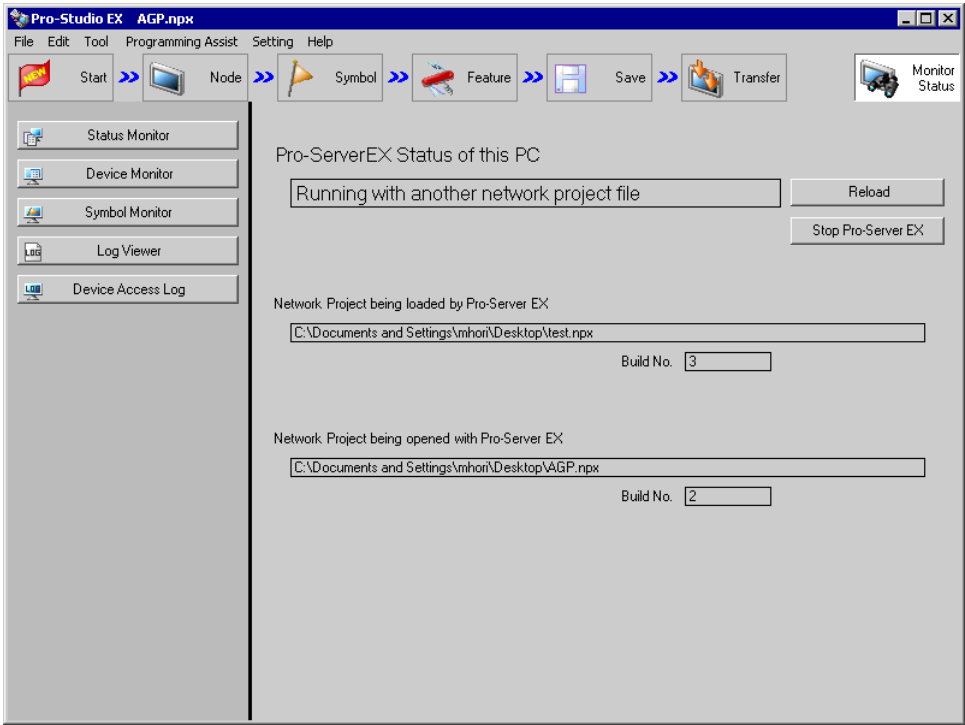 Pro-Studio EX AGP.npx
File Edit Tool Programming Assist Setting Help
NEW Start Node Symbol Feature Save Transfer Monitor Status
Status Monitor
Device Monitor
Symbol Monitor
LOG Log Viewer
LOG Device Access Log
Pro-ServerEX Status of this PC
Running with another network project file
Reload
Stop Pro-Server EX
Network Project being loaded by Pro-Server EX
C:\Documents and Settings\mhori\Desktop\test.npx
Build No. 3
Network Project being opened with Pro-Server EX
C:\Documents and Settings\mhori\Desktop\AGP.npx
Build No. 2